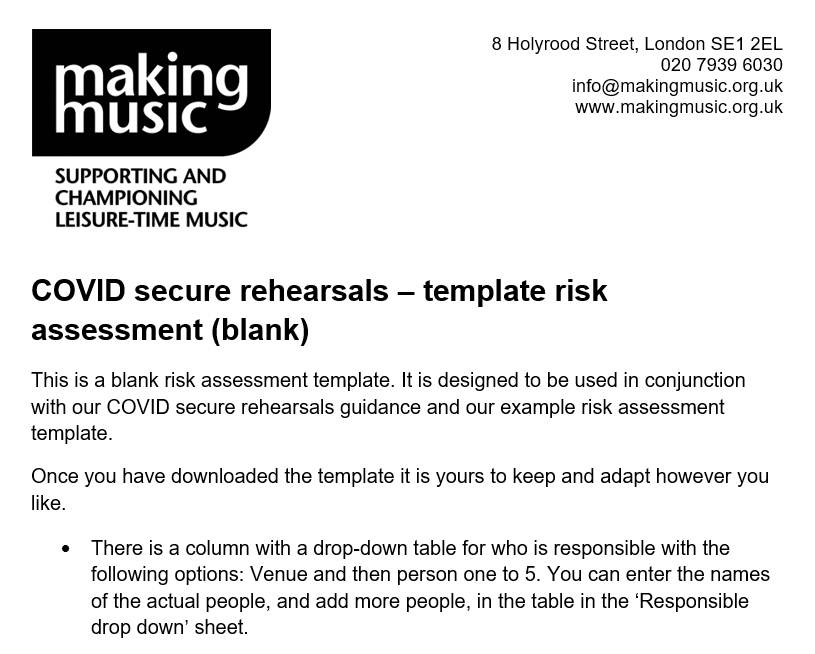 making
music
SUPPORTING AND
CHAMPIONING
LEISURE-TIME MUSIC
8 Holyrood Street, London SE1 2EL
020 7939 6030
info@makingmusic.org.uk
www.makingmusic.org.uk
COVID secure rehearsals – template risk
assessment (blank)
This is a blank risk assessment template. It is designed to be used in conjunction
with our COVID secure rehearsals guidance and our example risk assessment
template.
Once you have downloaded the template it is yours to keep and adapt however you
like.
• There is a column with a drop-down table for who is responsible with the
following options: Venue and then person one to 5. You can enter the names
of the actual people, and add more people, in the table in the ‘Responsible
drop down’ sheet.